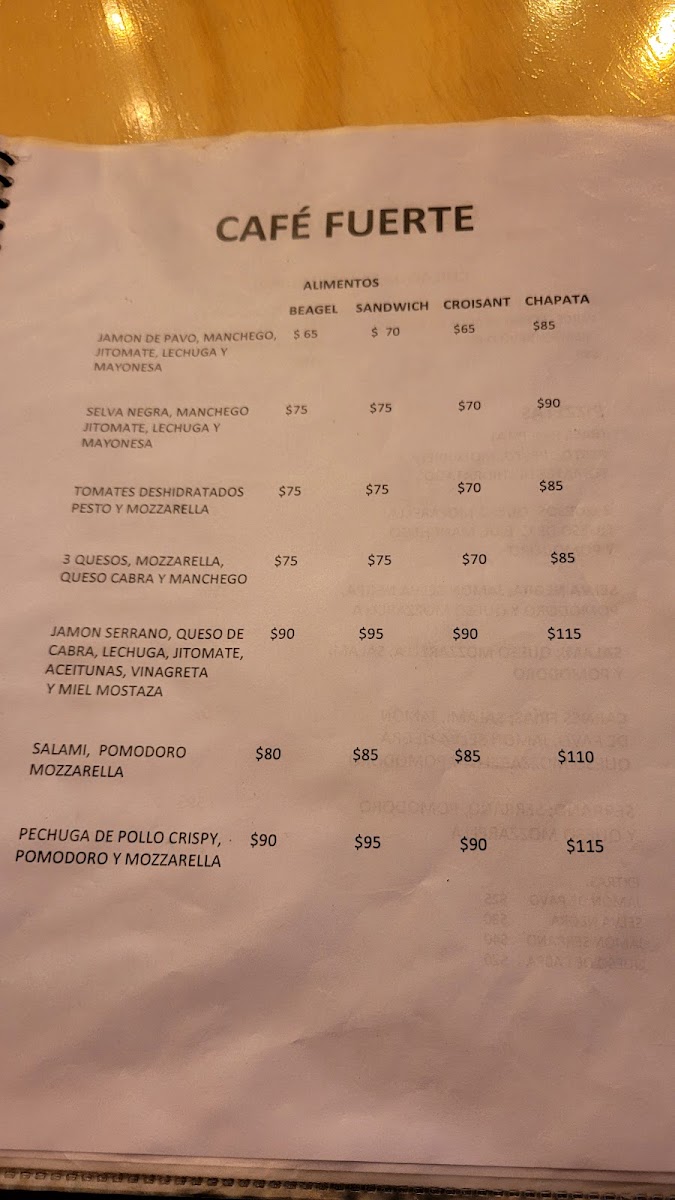 CAFÉ FUERTE
ALIMENTOS
BEAGEL SANDWICH CROISANT CHAPATA
JAMON DE PAVO, MANCHEGO, $ 65 $ 70 $65 $85
JITOMATE, LECHUGA Y
MAYONESA
SELVA NEGRA, MANCHEGO $75 $75 $70 $90
JITOMATE, LECHUGA Y
MAYONESA
TOMATES DESHIDRATADOS $75 $75 $70 $85
PESTO Y MOZZARELLA
3 QUESOS, MOZZARELLA, $75 $75 $70 $85
QUESO CABRA Y MANCHEGO
JAMON SERRANO, QUESO DE $90 $95 $90 $115
CABRA, LECHUGA, JITOMATE,
ACEITUNAS, VINAGRETA
Y MIEL MOSTAZA
SALAMI, POMODORO $80 $85 $85 $110
MOZZARELLA
PECHUGA DE POLLO CRISPY, $90 $95 $90 $115
POMODORO Y MOZZARELLA